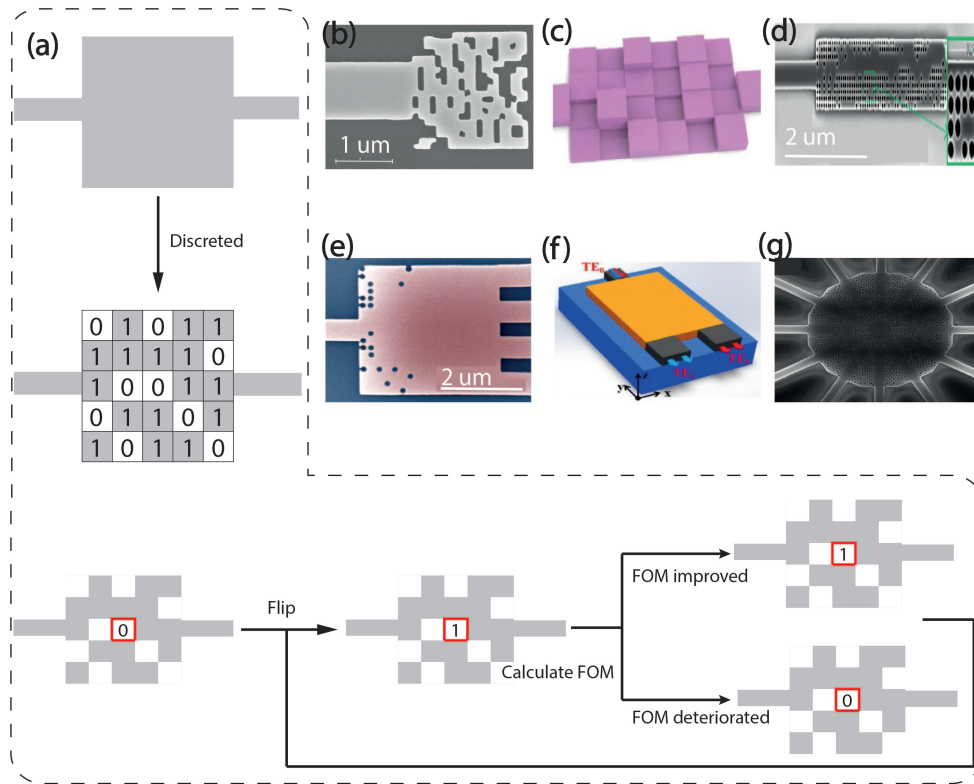 (a)
Discreted
0 1 0 1 1
1 1 1 1 0
1 0 0 1 1
0 1 1 0 1
1 0 1 1 0
(b)
1 um
(c)
(d)
2 um
(e)
2 um
(f)
TE₀
z
y
x
(g)
0
Flip
1
Calculate FOM
FOM improved
1
FOM deteriorated
0